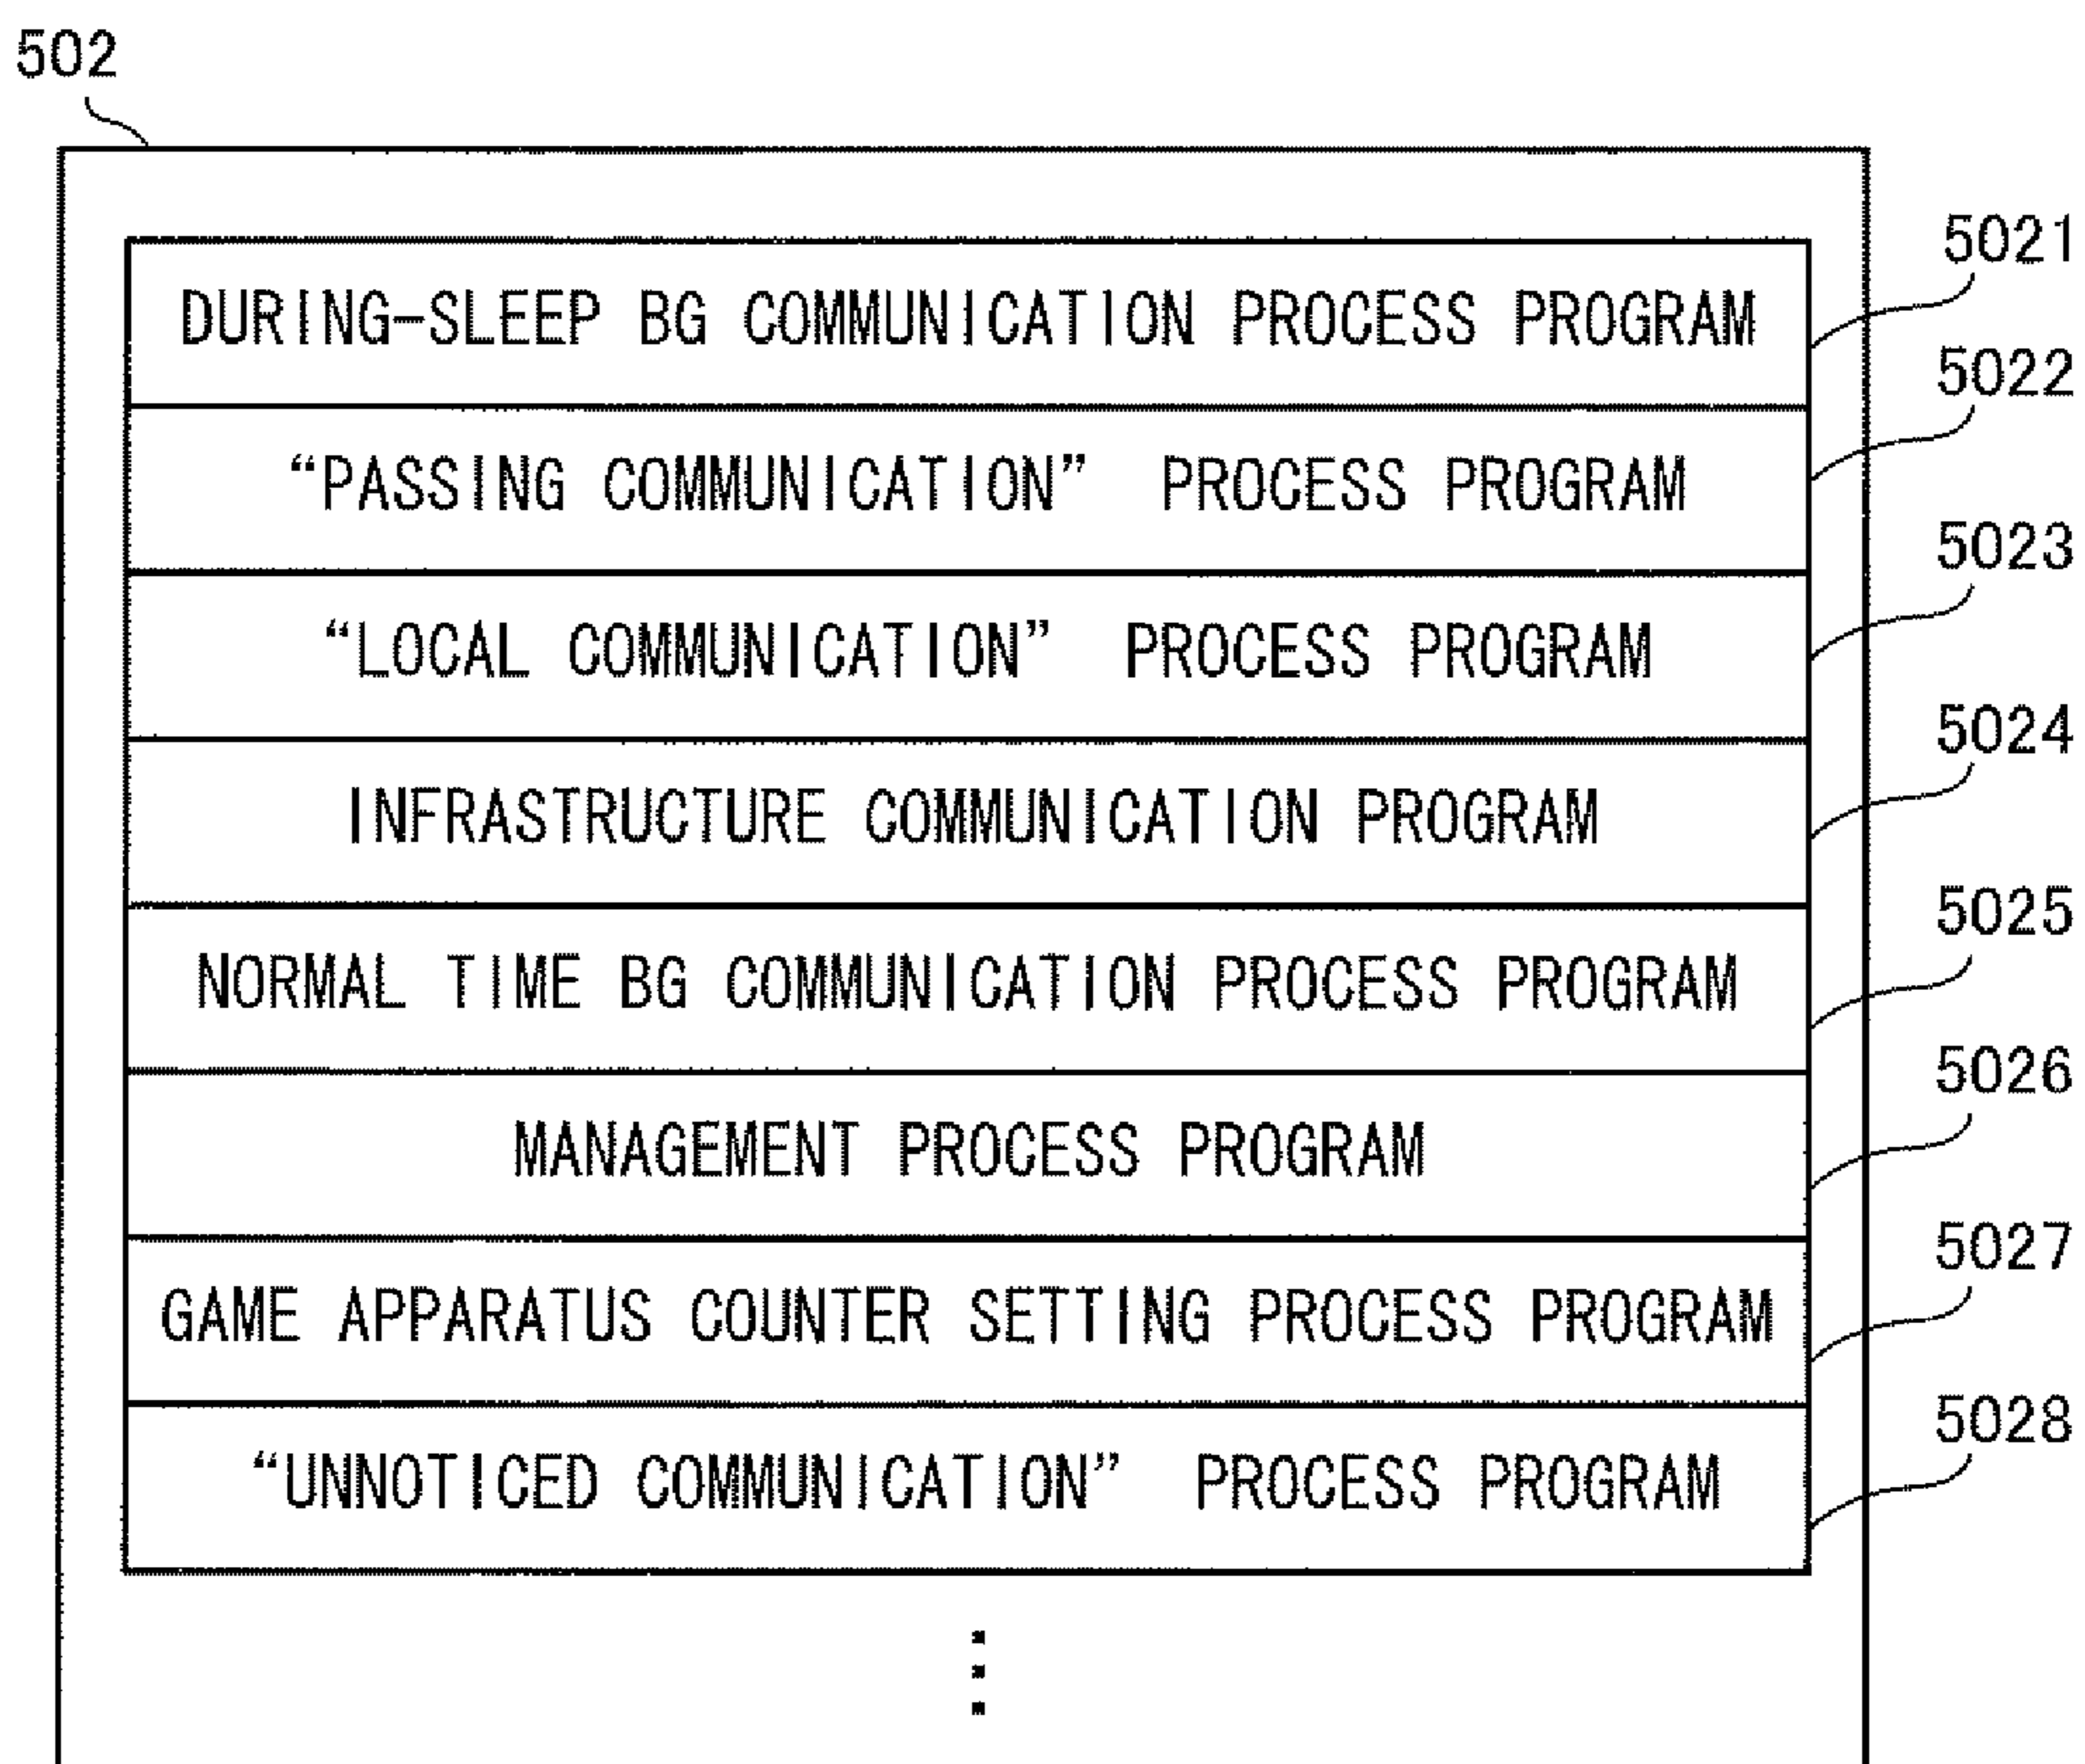 502
DURING-SLEEP BG COMMUNICATION PROCESS PROGRAM
5021
“PASSING COMMUNICATION” PROCESS PROGRAM
5022
“LOCAL COMMUNICATION” PROCESS PROGRAM
5023
INFRASTRUCTURE COMMUNICATION PROGRAM
5024
NORMAL TIME BG COMMUNICATION PROCESS PROGRAM
5025
MANAGEMENT PROCESS PROGRAM
5026
GAME APPARATUS COUNTER SETTING PROCESS PROGRAM
5027
“UNNOTICED COMMUNICATION” PROCESS PROGRAM
5028